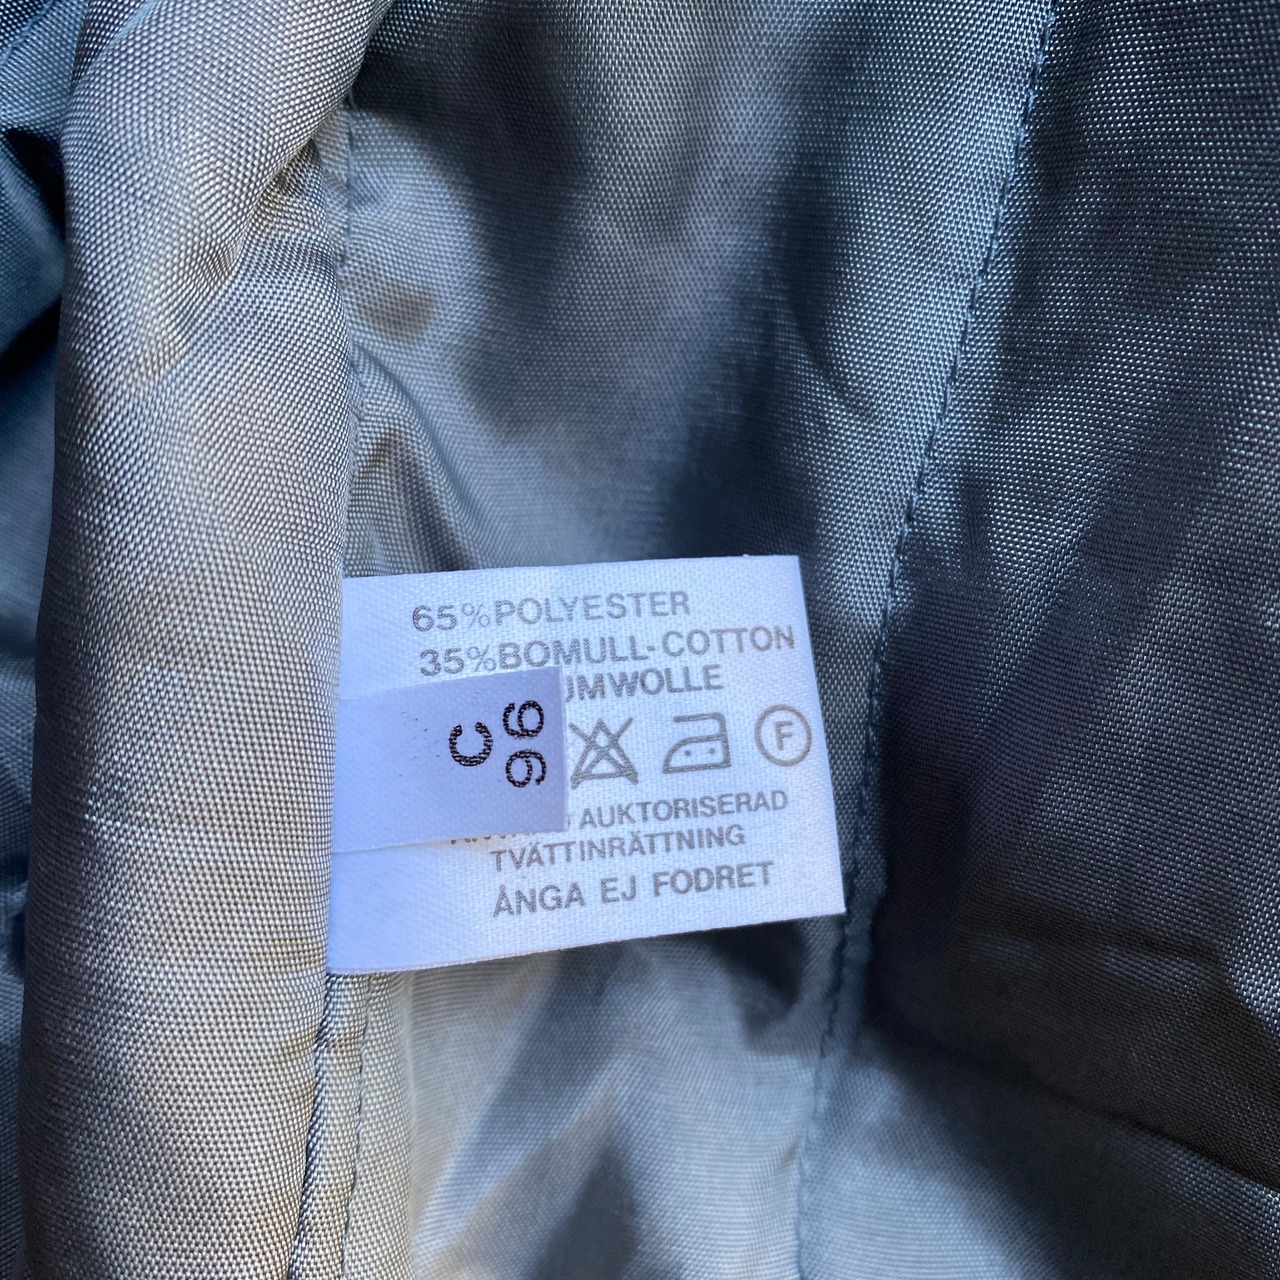 65%POLYESTER
35%BOMULL-COTTON
UMWOLLE
C 96
F
AUKTORISERAD
TVÄTTINRÄTTNING
ÅNGA EJ FODRET